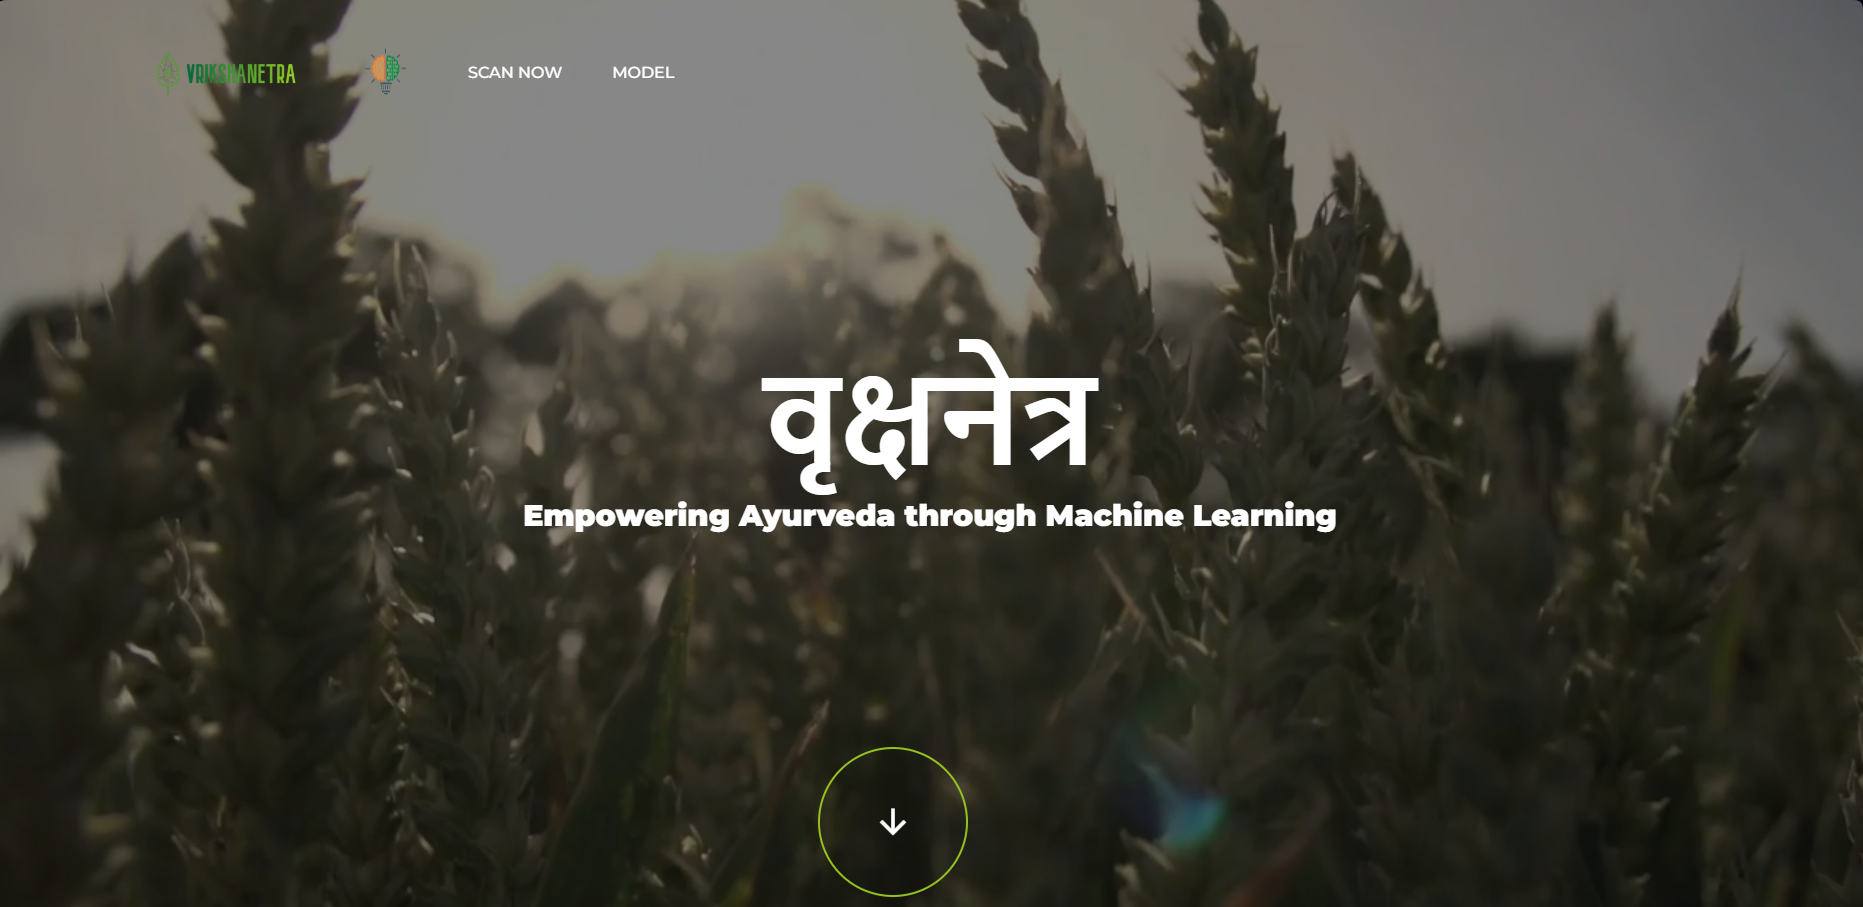 VRIKSHANETRA
SCAN NOW
MODEL
वृक्षनेत्र
Empowering Ayurveda through Machine Learning